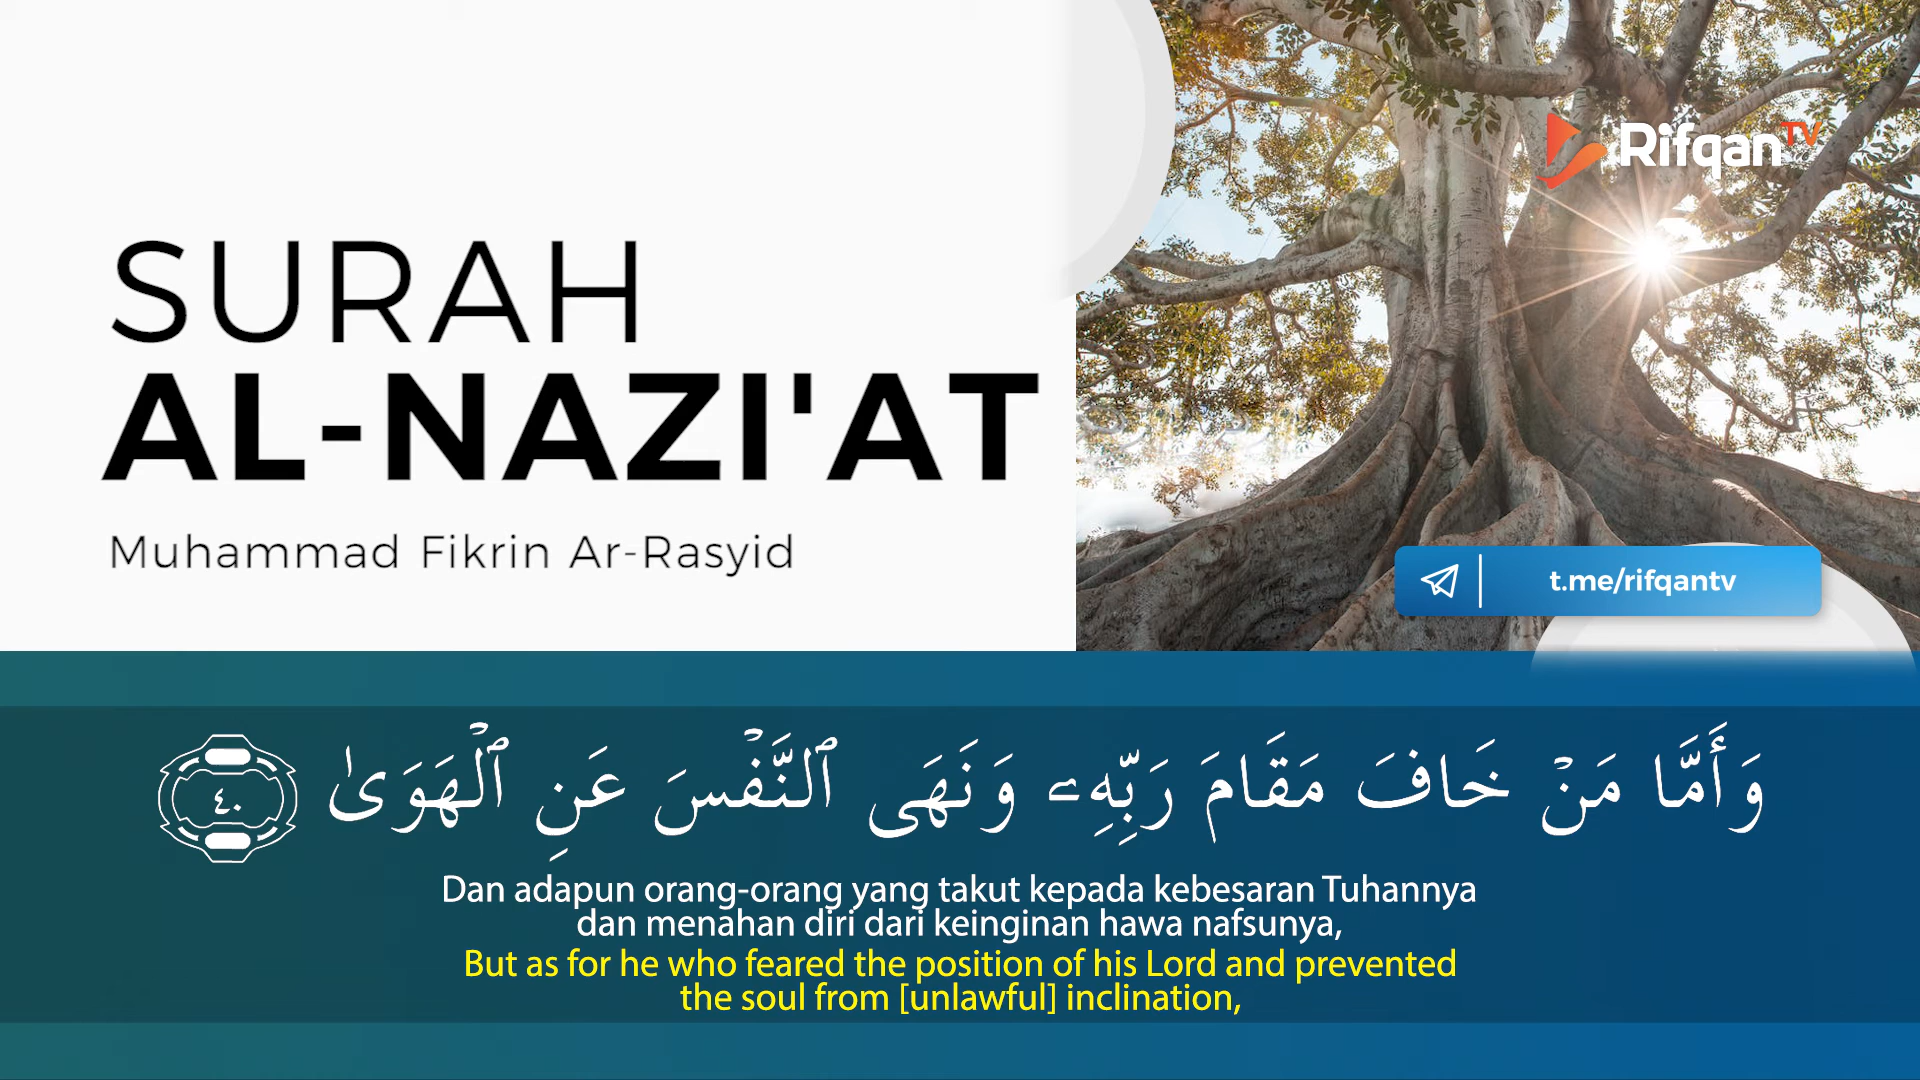 Rifqan TV
SURAH
AL-NAZI'AT
Muhammad Fikrin Ar-Rasyid
t.me/rifqantv
وَأَمَّا مَنْ خَافَ مَقَامَ رَبِّهِۦ وَنَهَى ٱلنَّفْسَ عَنِ ٱلْهَوَىٰ ٤٠
Dan adapun orang-orang yang takut kepada kebesaran Tuhannya
dan menahan diri dari keinginan hawa nafsunya,
But as for he who feared the position of his Lord and prevented
the soul from [unlawful] inclination,